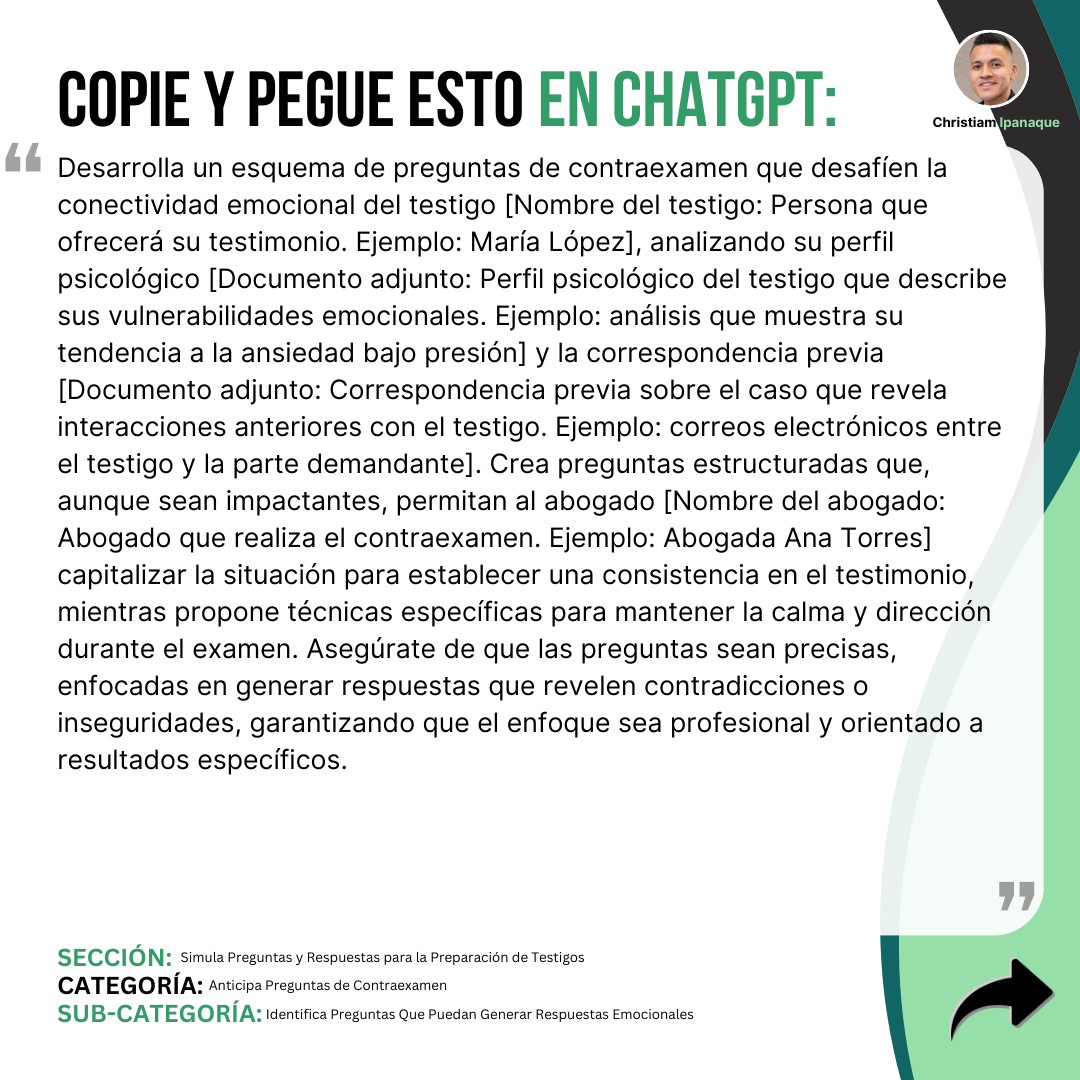 COPIE Y PEGUE ESTO EN CHATGPT:
Christiam Ipanaque
“
Desarrolla un esquema de preguntas de contraexamen que desafíen la
conectividad emocional del testigo [Nombre del testigo: Persona que
ofrecerá su testimonio. Ejemplo: María López], analizando su perfil
psicológico [Documento adjunto: Perfil psicológico del testigo que describe
sus vulnerabilidades emocionales. Ejemplo: análisis que muestra su
tendencia a la ansiedad bajo presión] y la correspondencia previa
[Documento adjunto: Correspondencia previa sobre el caso que revela
interacciones anteriores con el testigo. Ejemplo: correos electrónicos entre
el testigo y la parte demandante]. Crea preguntas estructuradas que,
aunque sean impactantes, permitan al abogado [Nombre del abogado:
Abogado que realiza el contraexamen. Ejemplo: Abogada Ana Torres]
capitalizar la situación para establecer una consistencia en el testimonio,
mientras propone técnicas específicas para mantener la calma y dirección
durante el examen. Asegúrate de que las preguntas sean precisas,
enfocadas en generar respuestas que revelen contradicciones o
inseguridades, garantizando que el enfoque sea profesional y orientado a
resultados específicos.
”
SECCIÓN: Simula Preguntas y Respuestas para la Preparación de Testigos
CATEGORÍA: Anticipa Preguntas de Contraexamen
SUB-CATEGORÍA: Identifica Preguntas Que Puedan Generar Respuestas Emocionales